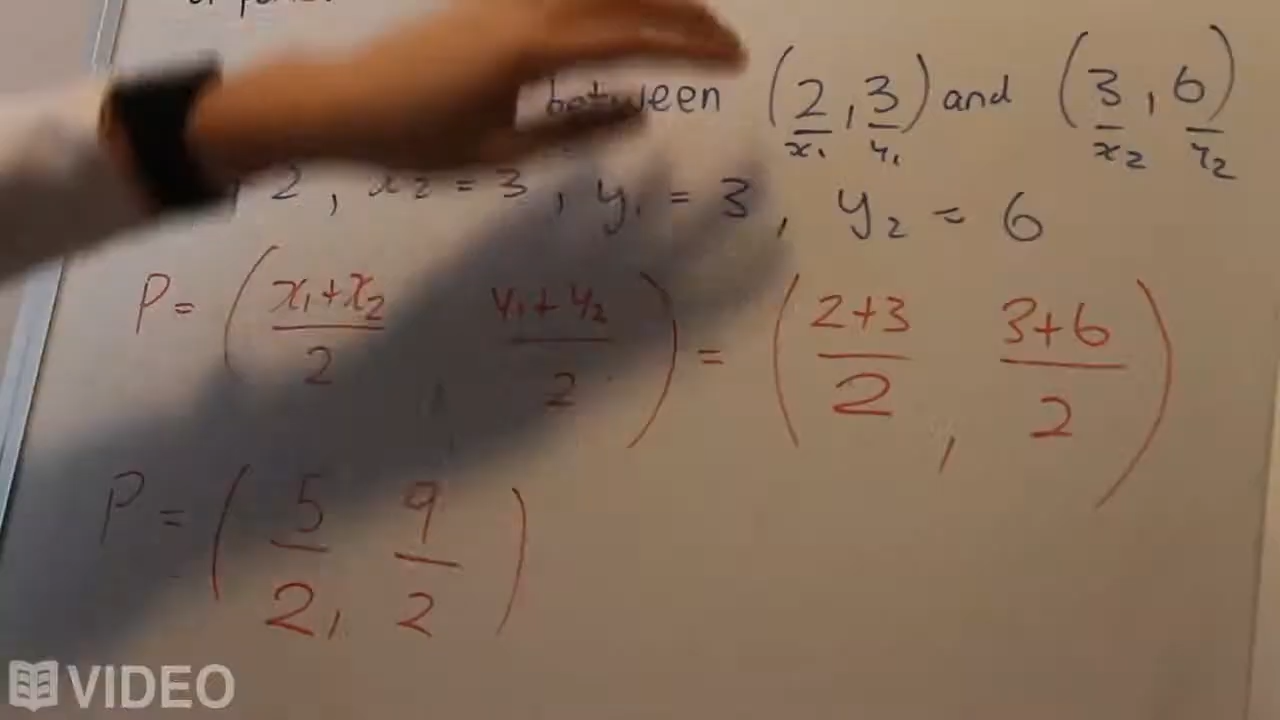 between (2, 3) and (3, 6)
x₁ y₁ x₂ y₂
2, x₂ = 3, y₁ = 3, y₂ = 6
P = (x₁+x₂/2, y₁+y₂/2) = (2+3/2, 3+6/2)
P = (5/2, 9/2)
VIDEO